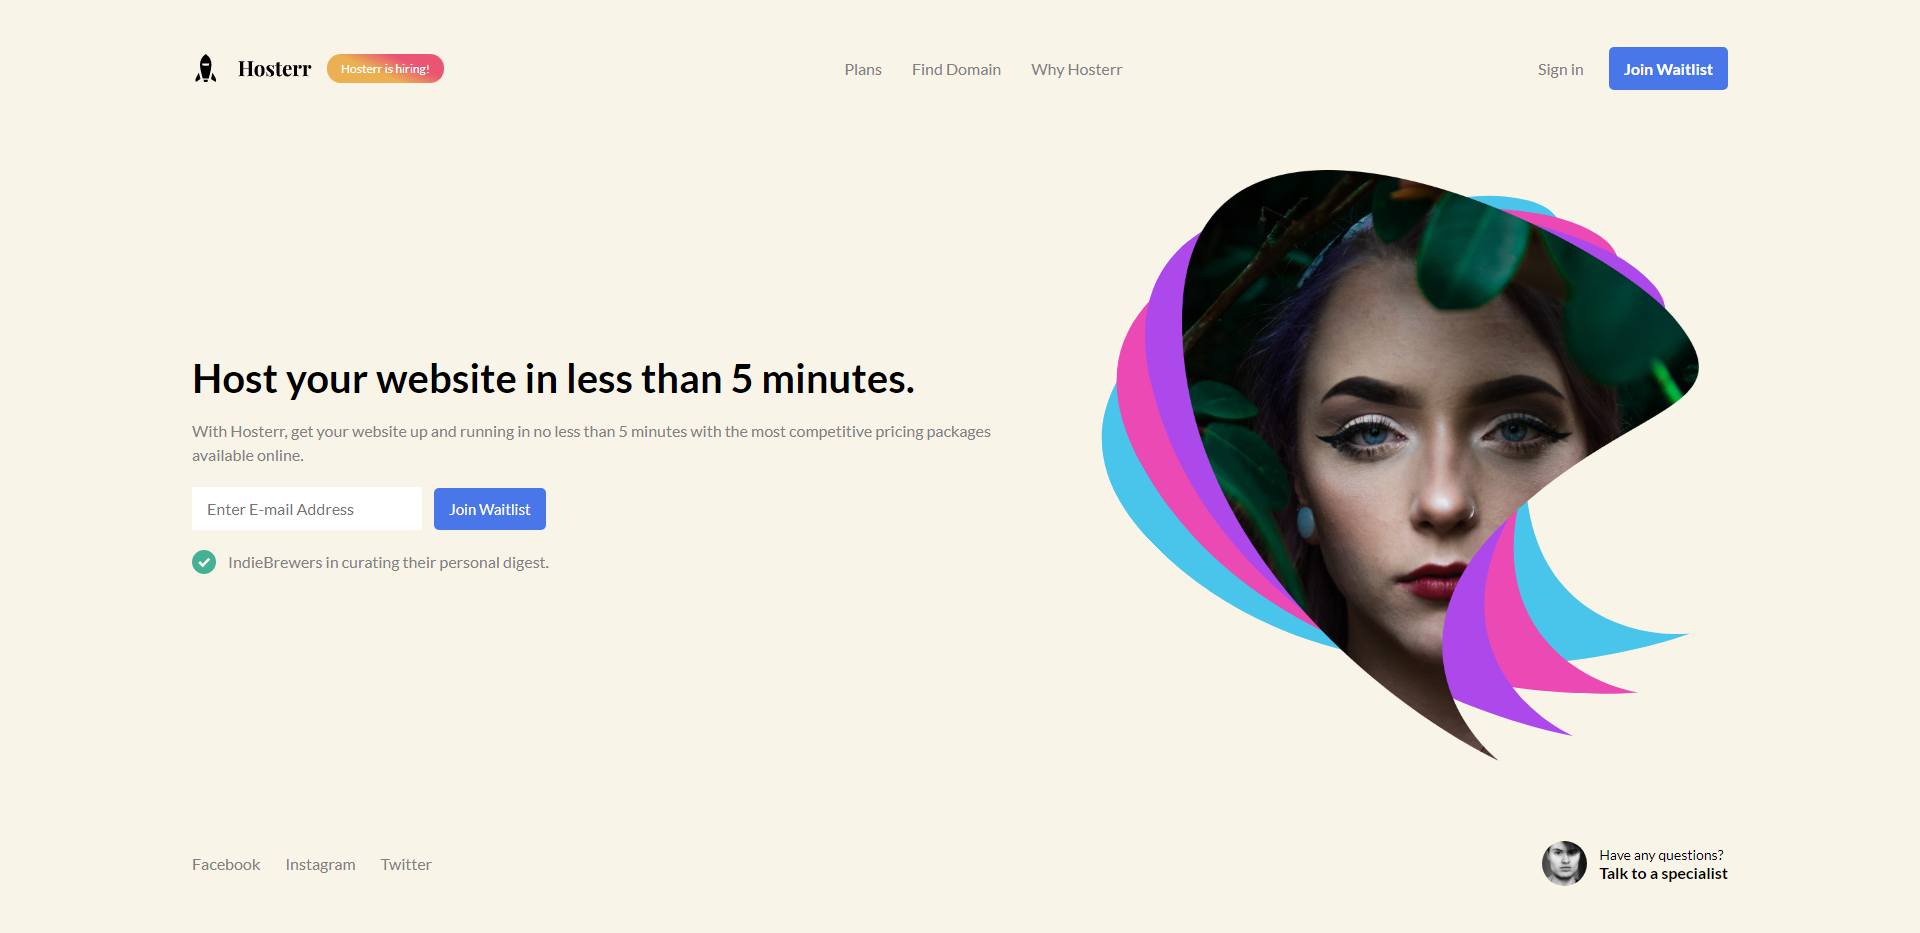 Hosterr
Hosterr is hiring!
Plans
Find Domain
Why Hosterr
Sign in
Join Waitlist
Host your website in less than 5 minutes.
With Hosterr, get your website up and running in no less than 5 minutes with the most competitive pricing packages
available online.
Enter E-mail Address
Join Waitlist
IndieBrewers in curating their personal digest.
Facebook
Instagram
Twitter
Have any questions?
Talk to a specialist